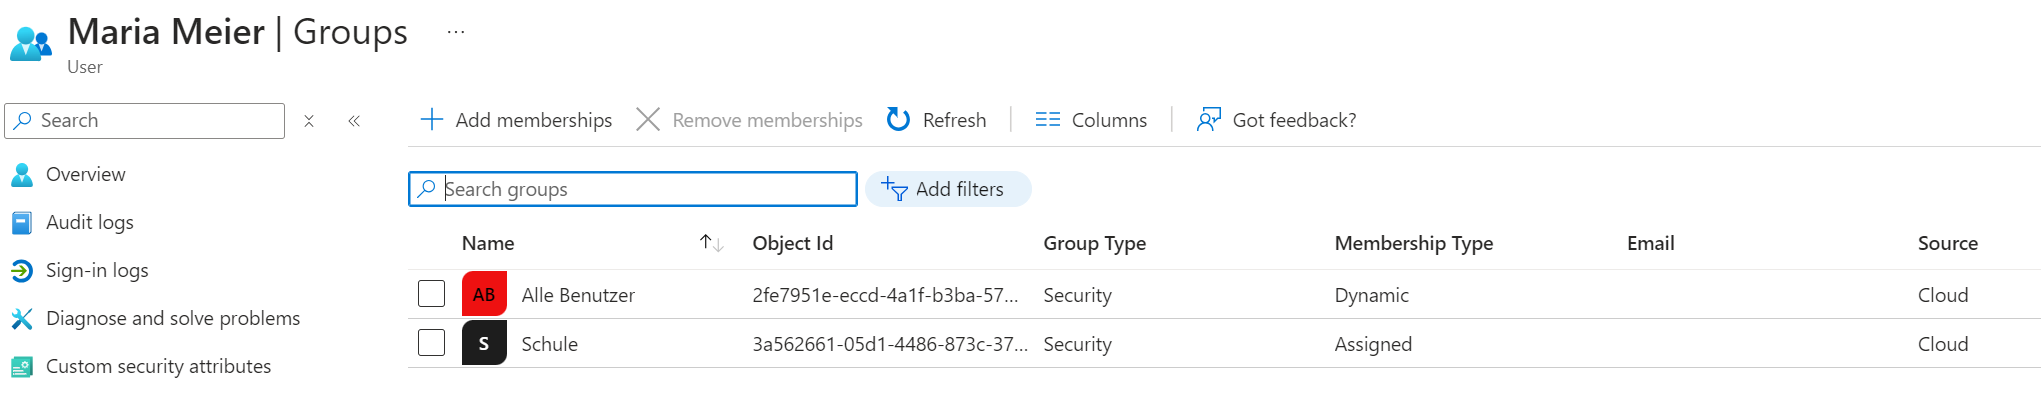 Maria Meier | Groups ...
User
Search
Add memberships Remove memberships Refresh Columns Got feedback?
Overview
Audit logs
Sign-in logs
Diagnose and solve problems
Custom security attributes
Search groups Add filters
Name Object Id Group Type Membership Type Email Source
AB Alle Benutzer 2fe7951e-eccd-4a1f-b3ba-57... Security Dynamic Cloud
S Schule 3a562661-05d1-4486-873c-37... Security Assigned Cloud